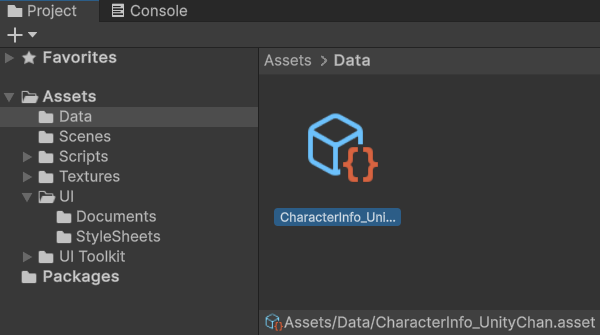 Project
Console
Favorites
Assets
Data
Scenes
Scripts
Textures
UI
Documents
StyleSheets
UI Toolkit
Packages
Assets > Data
{}
CharacterInfo_Uni...
Assets/Data/CharacterInfo_UnityChan.asset